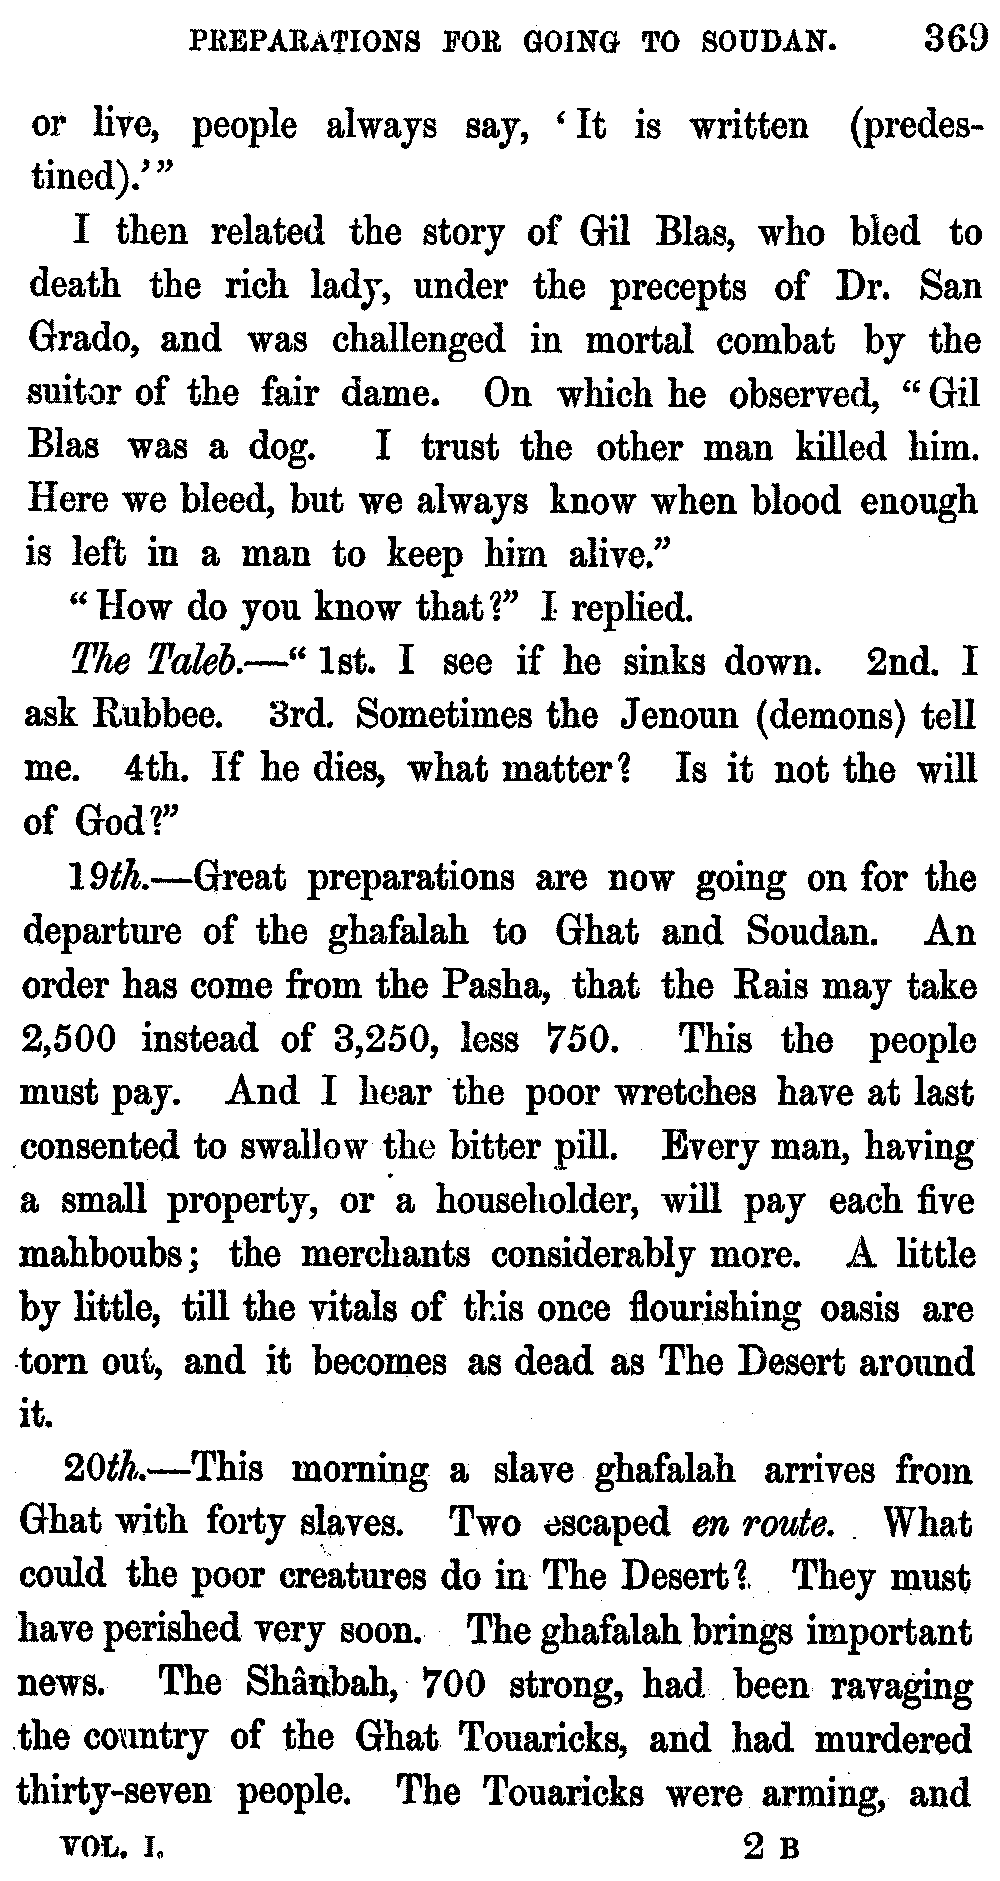 PREPARATIONS FOR GOING TO SOUDAN. 369
or live, people always say, ‘It is written (predes-
tined).’”
I then related the story of Gil Blas, who bled to
death the rich lady, under the precepts of Dr. San
Grado, and was challenged in mortal combat by the
suitor of the fair dame. On which he observed, “Gil
Blas was a dog. I trust the other man killed him.
Here we bleed, but we always know when blood enough
is left in a man to keep him alive.”
“How do you know that?” I replied.
The Taleb.—“1st. I see if he sinks down. 2nd. I
ask Rubbee. 3rd. Sometimes the Jenoun (demons) tell
me. 4th. If he dies, what matter? Is it not the will
of God?”
19th.—Great preparations are now going on for the
departure of the ghafalah to Ghat and Soudan. An
order has come from the Pasha, that the Rais may take
2,500 instead of 3,250, less 750. This the people
must pay. And I hear the poor wretches have at last
consented to swallow the bitter pill. Every man, having
a small property, or a householder, will pay each five
mahboubs; the merchants considerably more. A little
by little, till the vitals of this once flourishing oasis are
torn out, and it becomes as dead as The Desert around
it.
20th.—This morning a slave ghafalah arrives from
Ghat with forty slaves. Two escaped en route. What
could the poor creatures do in The Desert? They must
have perished very soon. The ghafalah brings important
news. The Shânbah, 700 strong, had been ravaging
the country of the Ghat Touaricks, and had murdered
thirty-seven people. The Touaricks were arming, and
VOL. I. 2 B